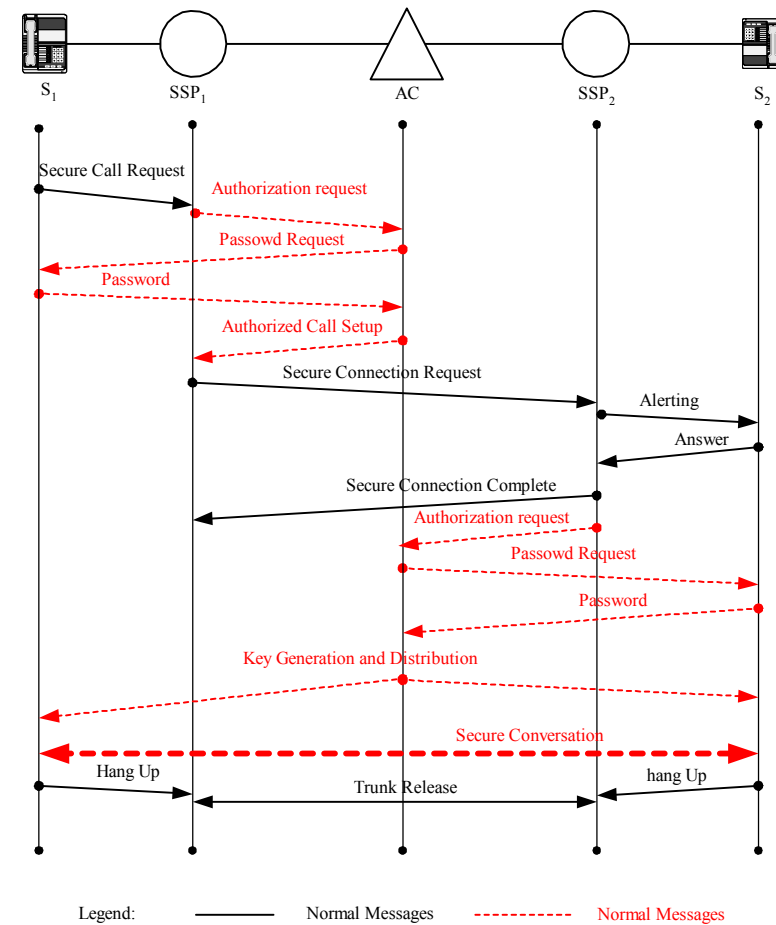 S1 SSP1 AC SSP2 S2
Secure Call Request
Authorization request
Passowd Request
Password
Authorized Call Setup
Secure Connection Request
Alerting
Answer
Secure Connection Complete
Authorization request
Passowd Request
Password
Key Generation and Distribution
Secure Conversation
Hang Up
Trunk Release
hang Up
Legend: Normal Messages Normal Messages